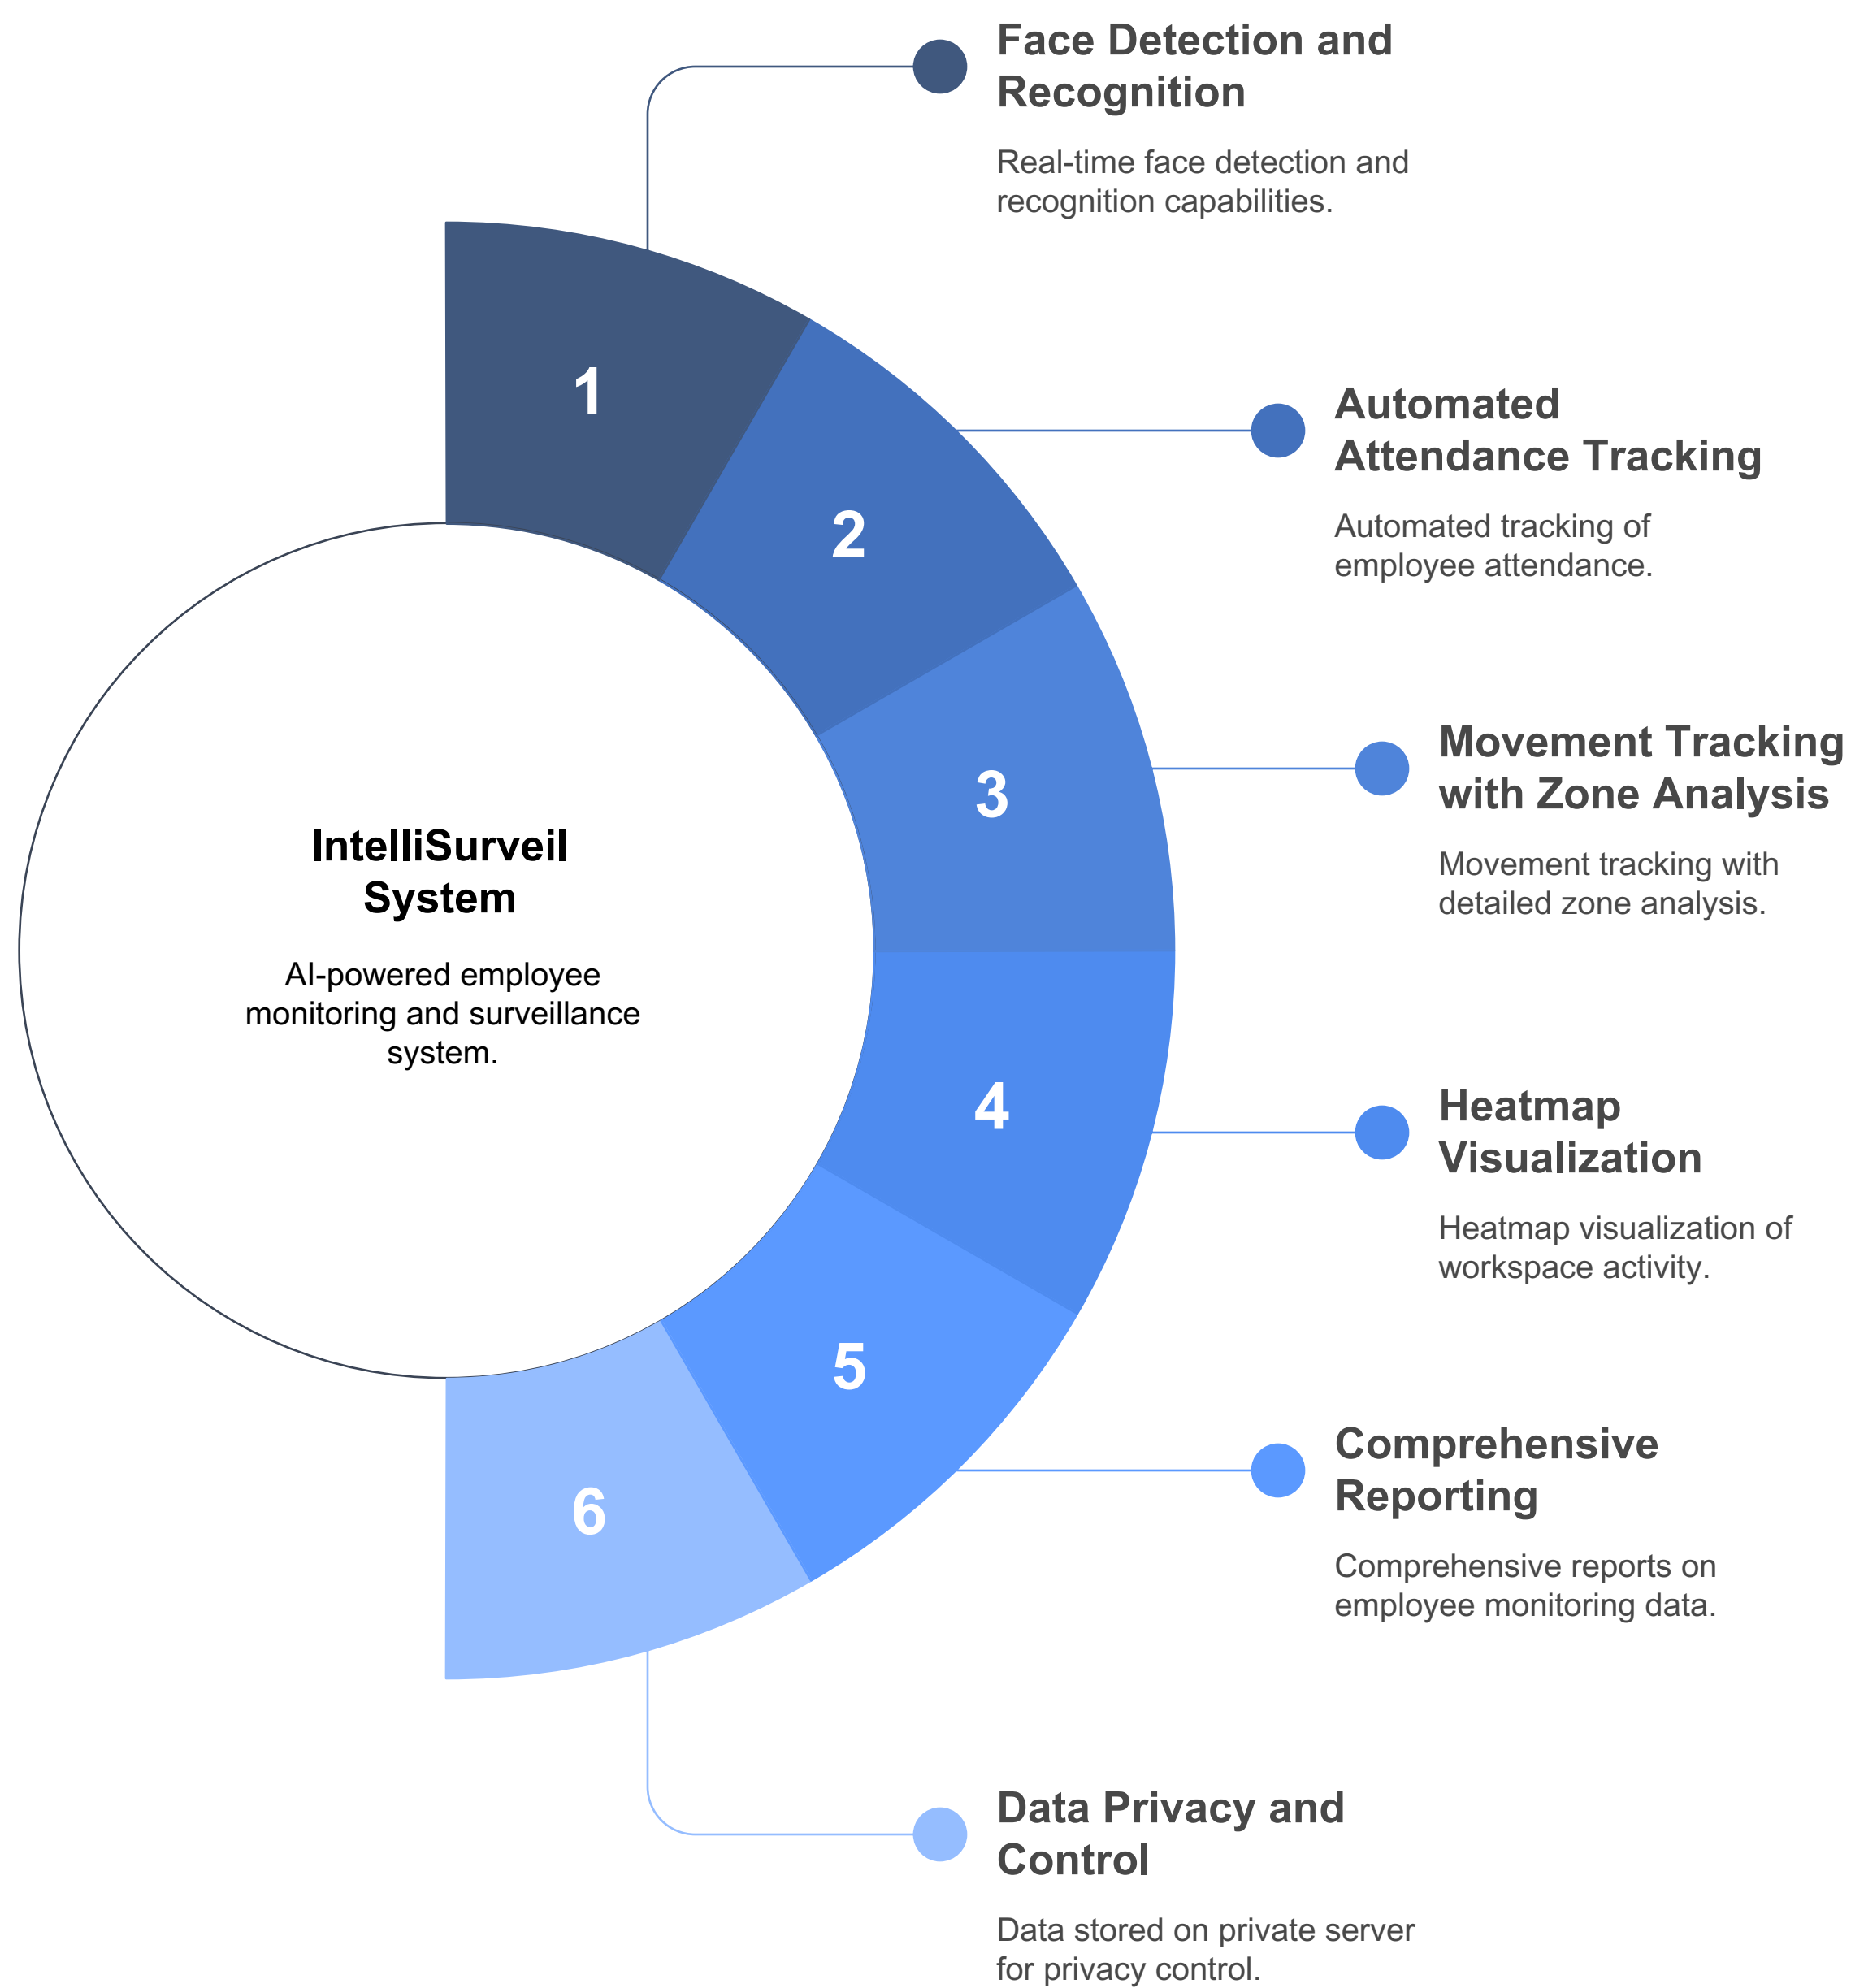 Face Detection and
Recognition
Real-time face detection and
recognition capabilities.
1
Automated
Attendance Tracking
Automated tracking of
employee attendance.
2
Movement Tracking
with Zone Analysis
Movement tracking with
detailed zone analysis.
3
IntelliSurveil
System
AI-powered employee
monitoring and surveillance
system.
4
Heatmap
Visualization
Heatmap visualization of
workspace activity.
5
Comprehensive
Reporting
Comprehensive reports on
employee monitoring data.
6
Data Privacy and
Control
Data stored on private server
for privacy control.